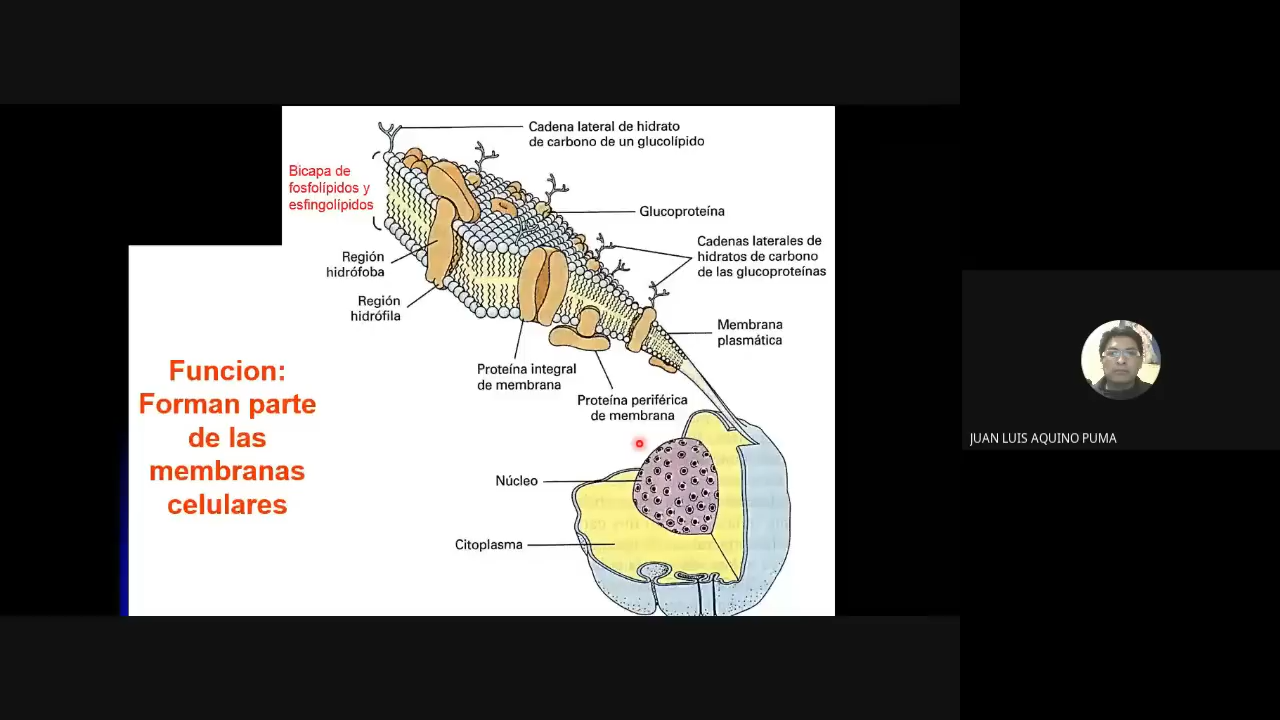 Cadena lateral de hidrato
de carbono de un glucolípido
Bicapa de
fosfolípidos y
esfingolípidos
Glucoproteína
Cadenas laterales de
hidratos de carbono
de las glucoproteínas
Región
hidrófoba
Región
hidrófila
Membrana
plasmática
Proteína integral
de membrana
Proteína periférica
de membrana
Funcion:
Forman parte
de las
membranas
celulares
Núcleo
Citoplasma
JUAN LUIS AQUINO PUMA